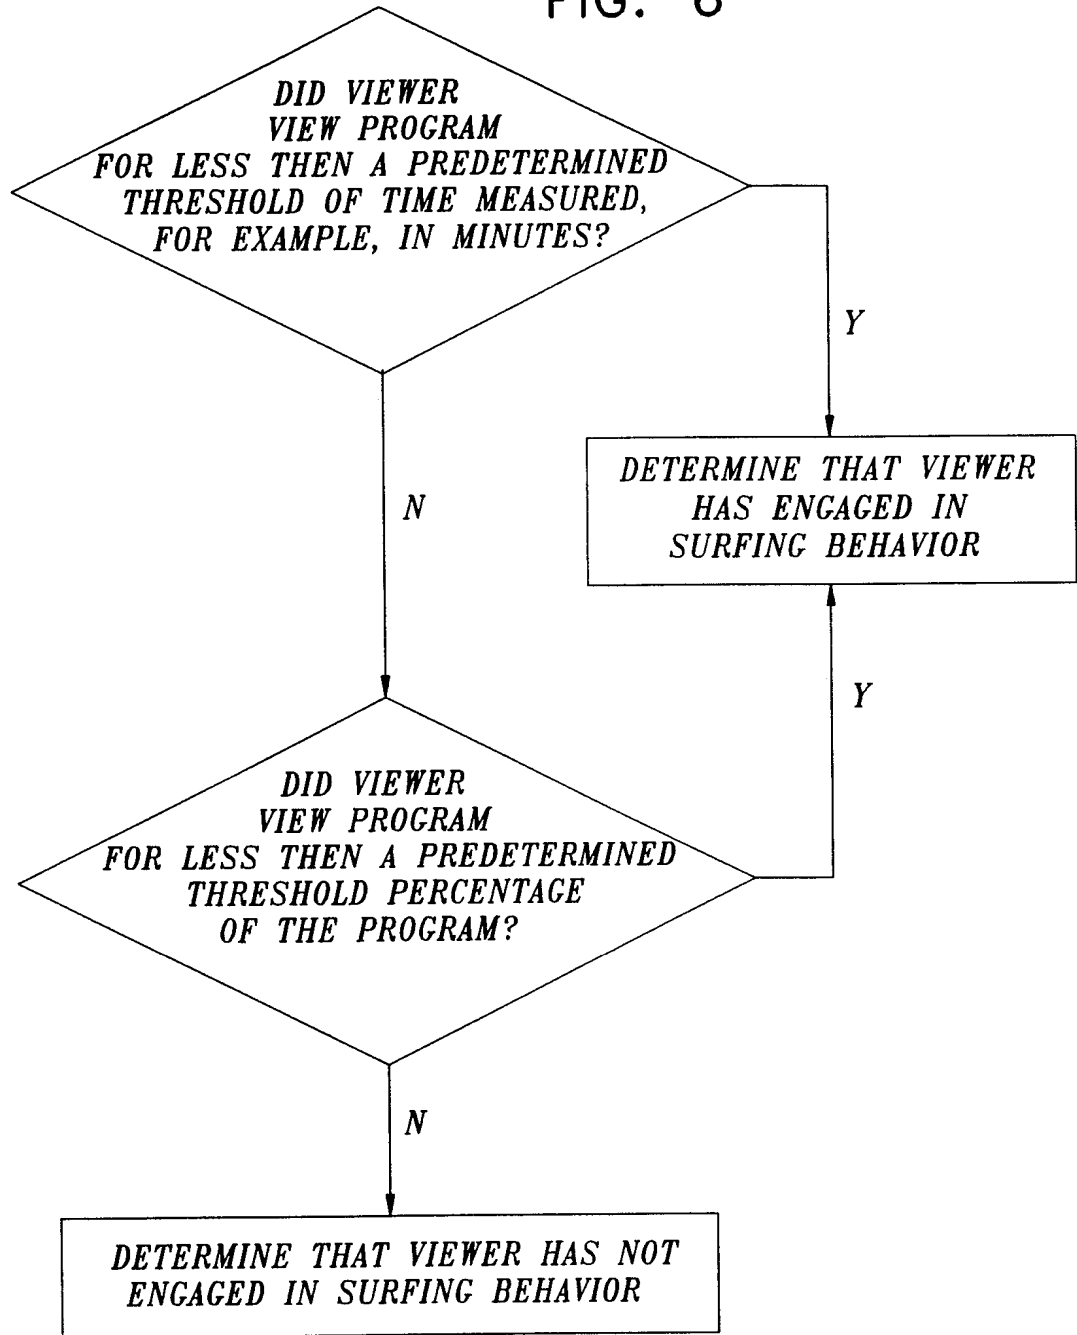 FIG. 6
DID VIEWER
VIEW PROGRAM
FOR LESS THEN A PREDETERMINED
THRESHOLD OF TIME MEASURED,
FOR EXAMPLE, IN MINUTES?
Y
N
DETERMINE THAT VIEWER
HAS ENGAGED IN
SURFING BEHAVIOR
Y
DID VIEWER
VIEW PROGRAM
FOR LESS THEN A PREDETERMINED
THRESHOLD PERCENTAGE
OF THE PROGRAM?
N
DETERMINE THAT VIEWER HAS NOT
ENGAGED IN SURFING BEHAVIOR